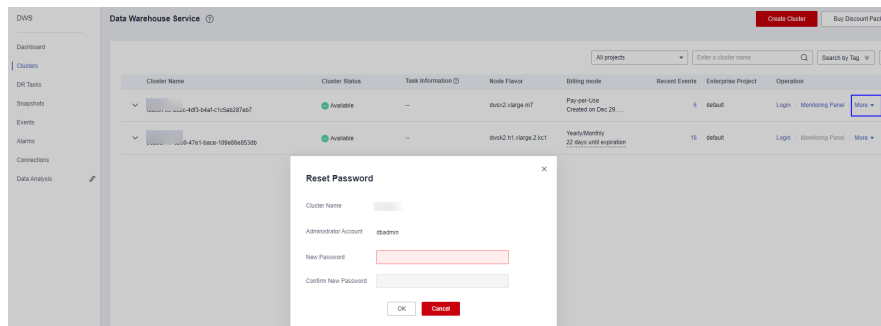 DWS
Data Warehouse Service
Create Cluster
Buy Discount Pack
Dashboard
Clusters
DR Tasks
Snapshots
Events
Alarms
Connections
Data Analysis
All projects
Enter a cluster name.
Search by Tag
Cluster Name Cluster Status Task Information Node Flavor Billing mode Recent Events Enterprise Project Operation
-4df3-b4af-c1c5ab287eb7 Available -- dwsx2.xlarge.m7 Pay-per-Use 6 default Login Monitoring Panel More
Created on Dec 29, ...
-47e1-bace-109e86e853db Available -- dwsk2.h1.xlarge.2.kc1 Yearly/Monthly 16 default Login Monitoring Panel More
22 days until expiration
Reset Password
Cluster Name
Administrator Account dbadmin
New Password
Confirm New Password
OK Cancel